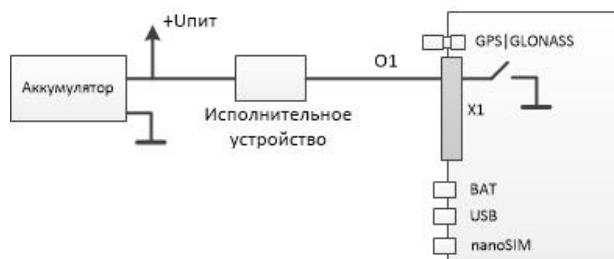 +Uпит
GPS|GLONASS
O1
Аккумулятор
X1
Исполнительное
устройство
BAT
USB
nanoSIM